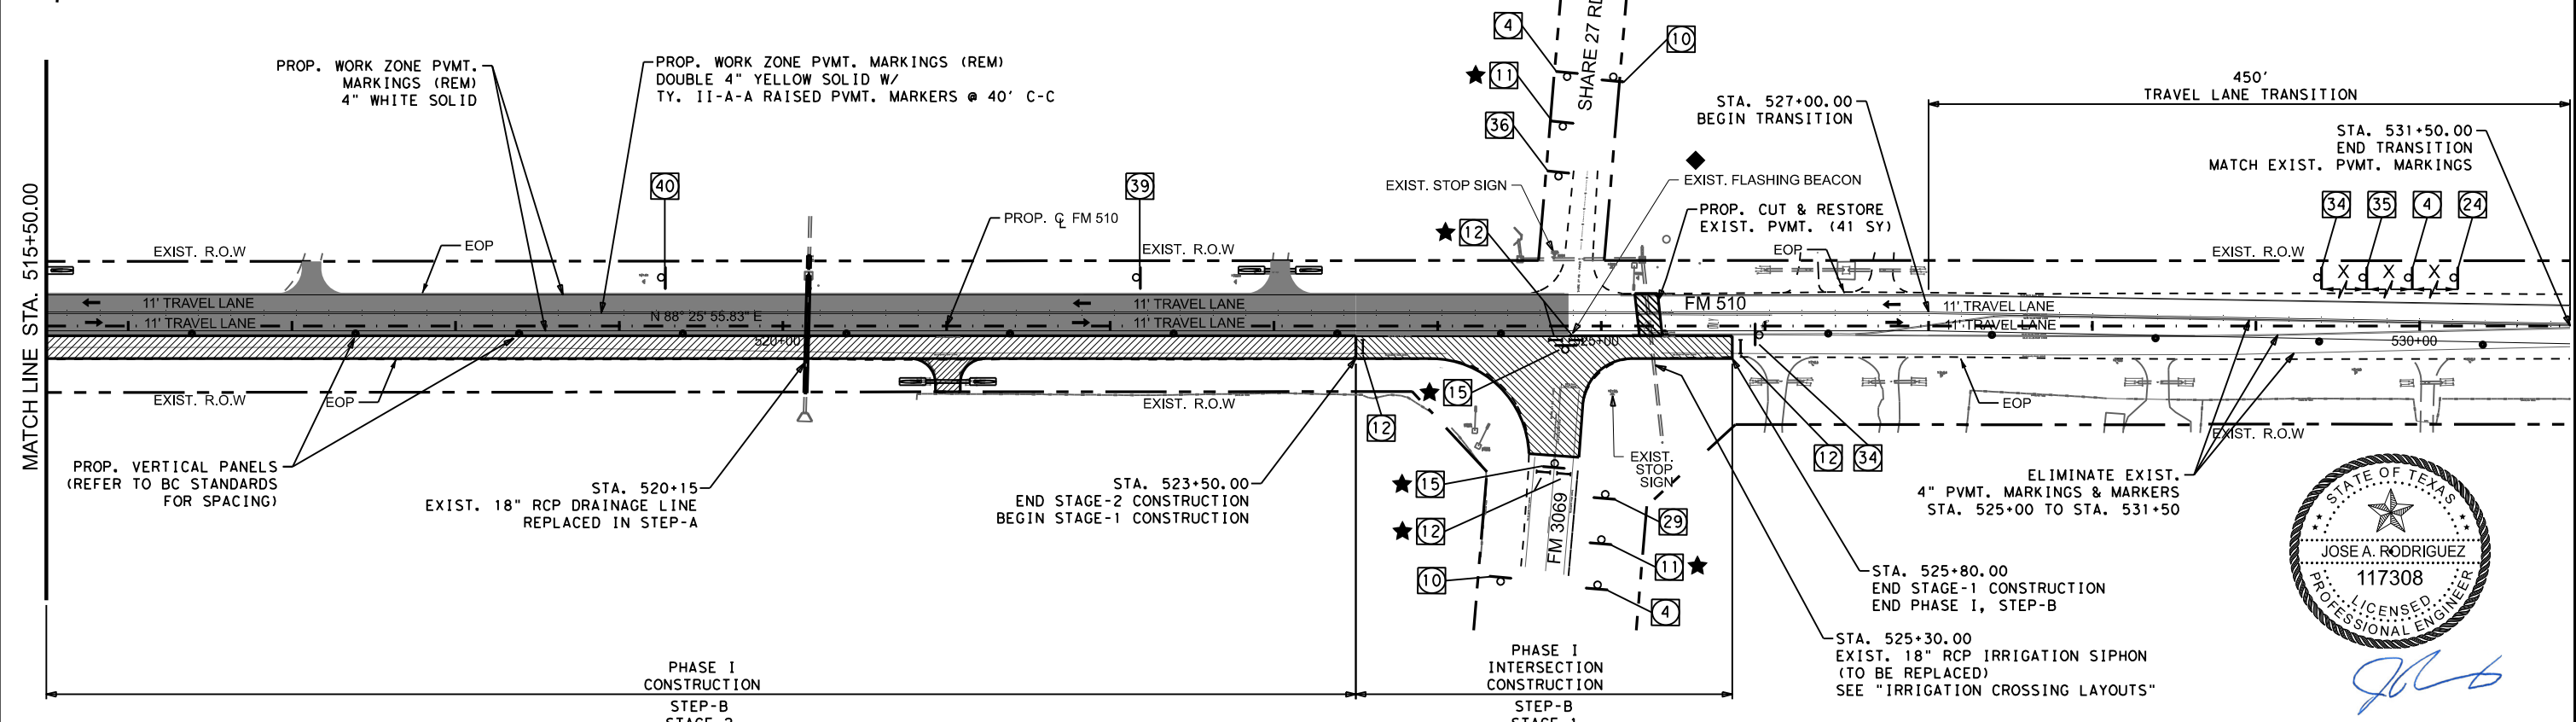 PROP. WORK ZONE PVMT.
MARKINGS (REM)
4" WHITE SOLID
PROP. WORK ZONE PVMT. MARKINGS (REM)
DOUBLE 4" YELLOW SOLID W/
TY. II-A-A RAISED PVMT. MARKERS @ 40' C-C
4
10
11
36
SHARE 27 RD
STA. 527+00.00
BEGIN TRANSITION
450'
TRAVEL LANE TRANSITION
STA. 531+50.00
END TRANSITION
MATCH EXIST. PVMT. MARKINGS
34
35
4
24
40
39
EXIST. STOP SIGN
EXIST. FLASHING BEACON
PROP. CUT & RESTORE
EXIST. PVMT. (41 SY)
PROP. ℄ FM 510
12
EXIST. R.O.W
EOP
EXIST. R.O.W
EOP
EXIST. R.O.W
MATCH LINE STA. 515+50.00
11' TRAVEL LANE
11' TRAVEL LANE
FM 510
11' TRAVEL LANE
11' TRAVEL LANE
N 88° 25' 55.83" E
11' TRAVEL LANE
11' TRAVEL LANE
520+00
525+00
530+00
EXIST. R.O.W
EOP
EXIST. R.O.W
15
12
EOP
EXIST. R.O.W
PROP. VERTICAL PANELS
(REFER TO BC STANDARDS
FOR SPACING)
STA. 520+15
EXIST. 18" RCP DRAINAGE LINE
REPLACED IN STEP-A
STA. 523+50.00
END STAGE-2 CONSTRUCTION
BEGIN STAGE-1 CONSTRUCTION
15
12
10
FM 3069
EXIST.
STOP
SIGN
29
11
4
12
34
ELIMINATE EXIST.
4" PVMT. MARKINGS & MARKERS
STA. 525+00 TO STA. 531+50
STA. 525+80.00
END STAGE-1 CONSTRUCTION
END PHASE I, STEP-B
STA. 525+30.00
EXIST. 18" RCP IRRIGATION SIPHON
(TO BE REPLACED)
SEE "IRRIGATION CROSSING LAYOUTS"
STATE OF TEXAS
JOSE A. RODRIGUEZ
117308
LICENSED
PROFESSIONAL ENGINEER
X X X
PHASE I
CONSTRUCTION
STEP-B
STAGE-2
PHASE I
INTERSECTION
CONSTRUCTION
STEP-B
STAGE-1